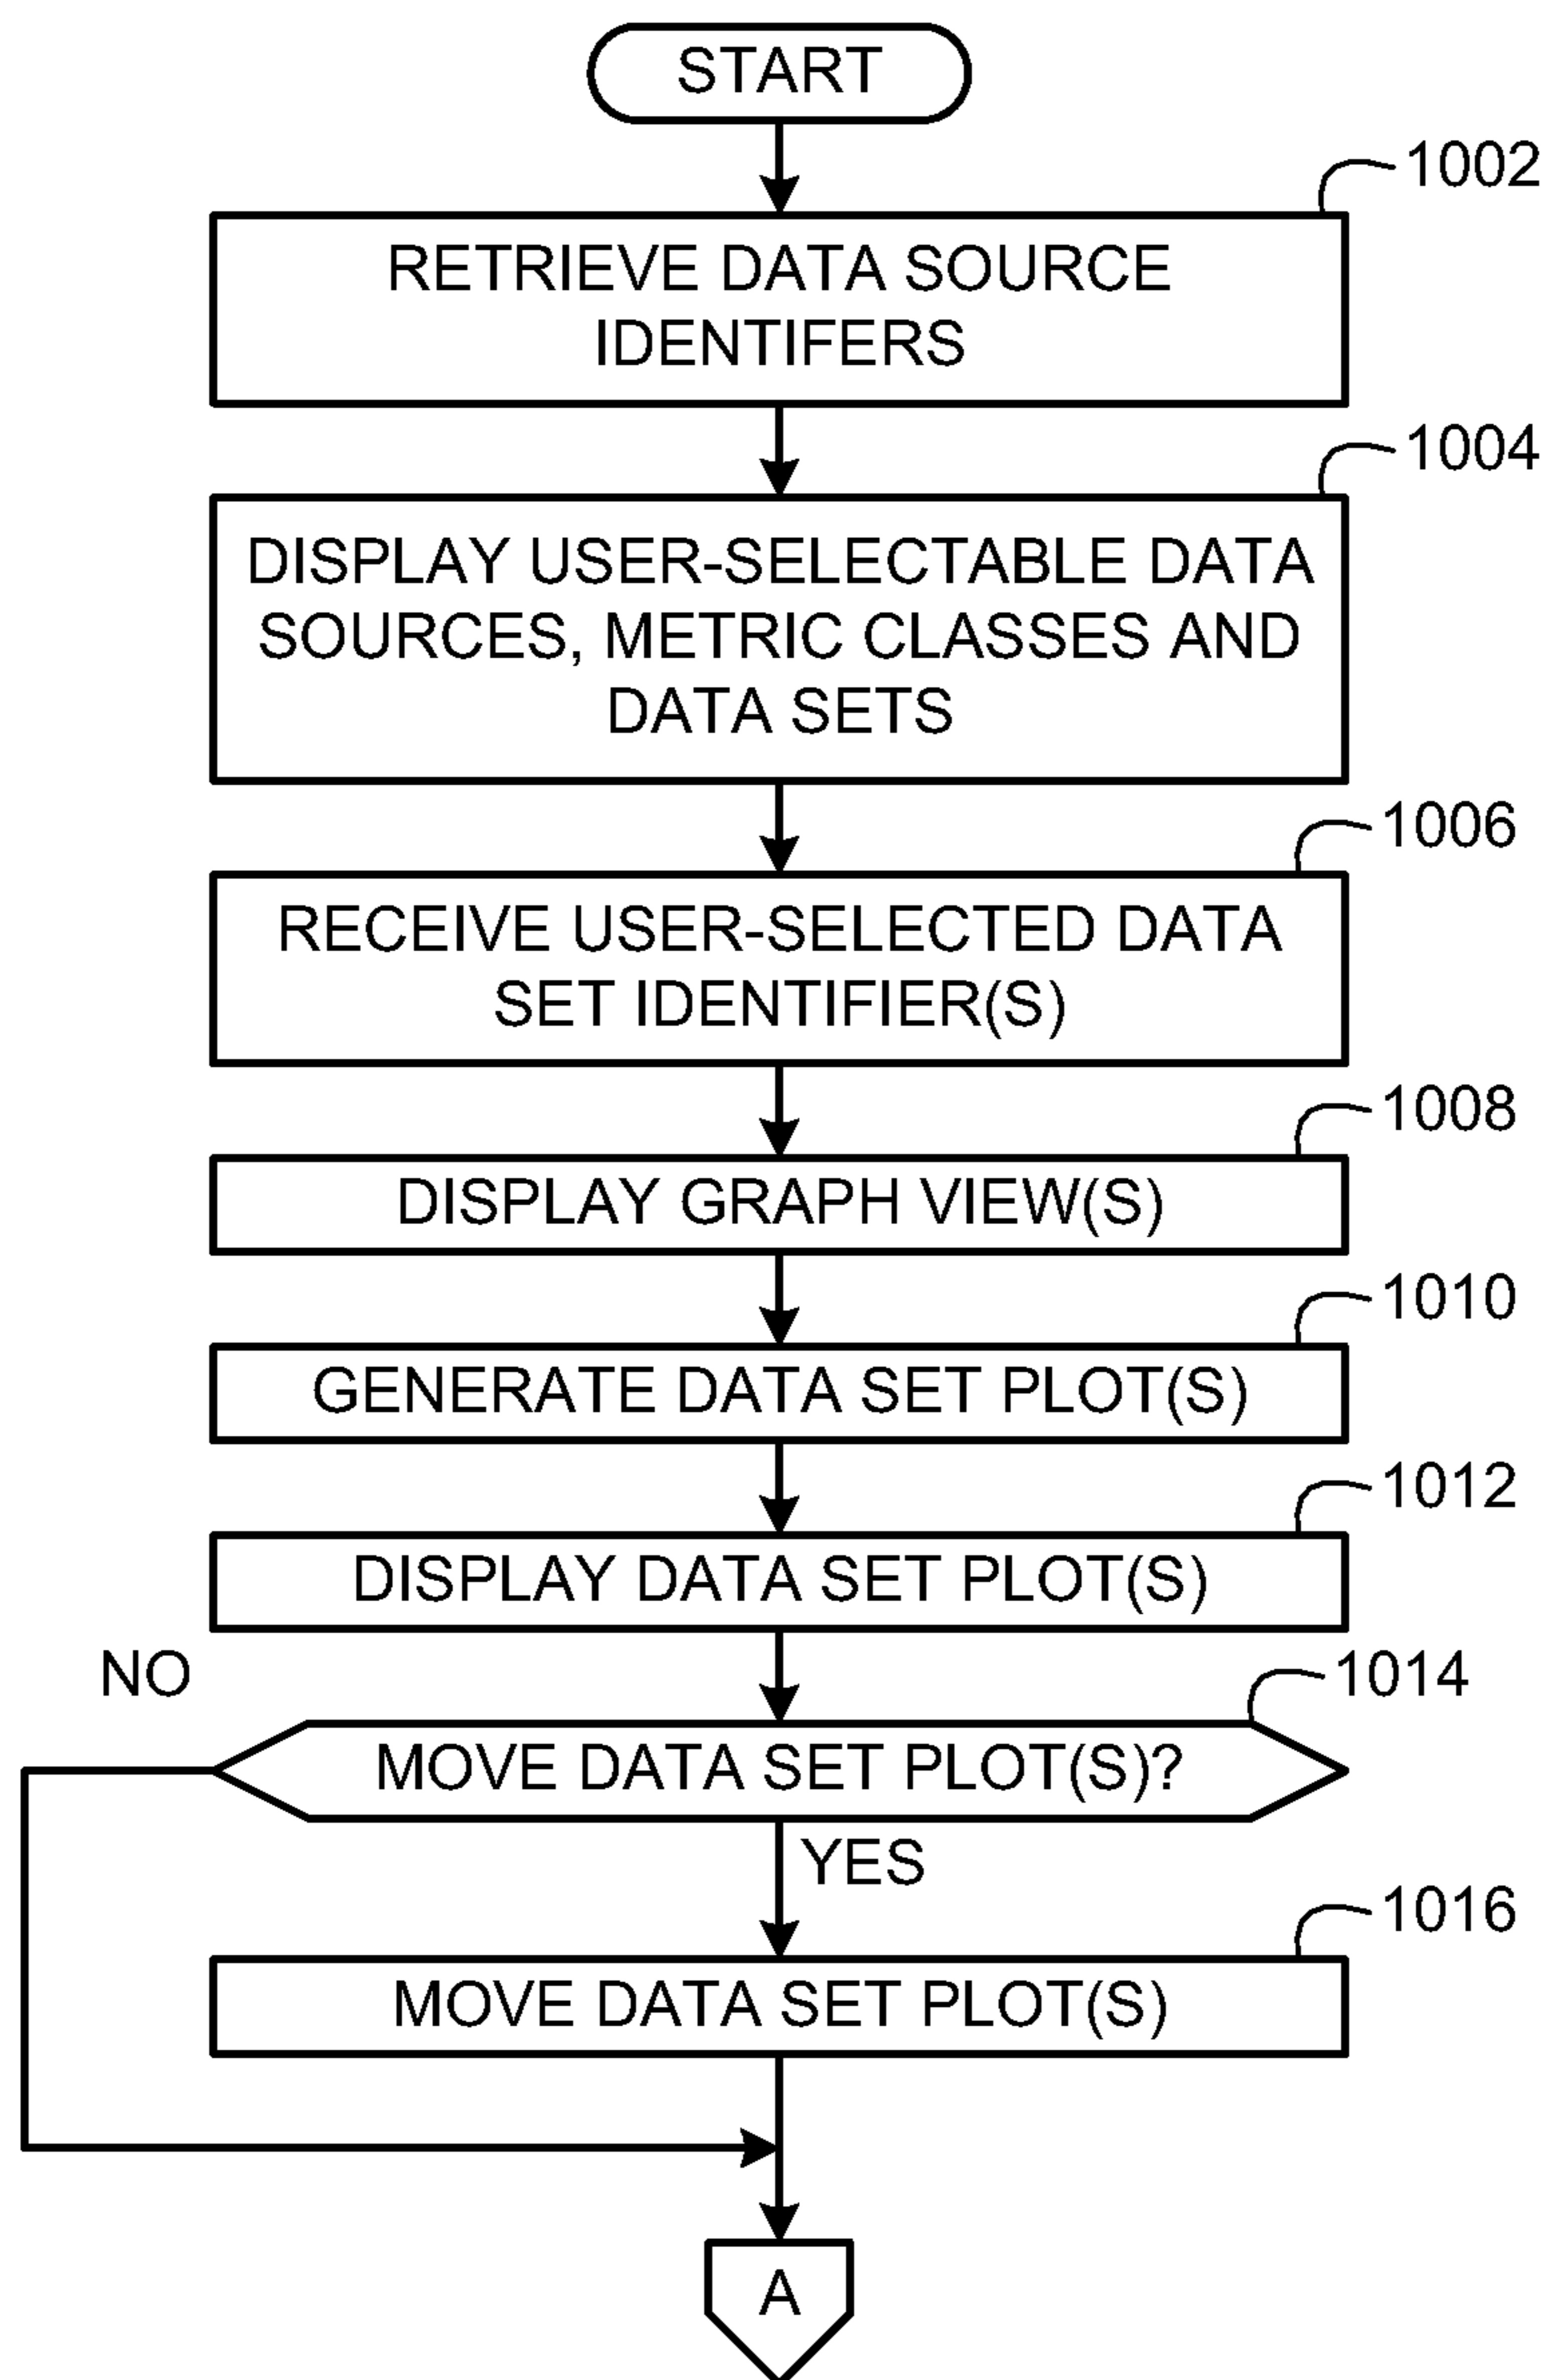 START
1002
RETRIEVE DATA SOURCE
IDENTIFERS
1004
DISPLAY USER-SELECTABLE DATA
SOURCES, METRIC CLASSES AND
DATA SETS
1006
RECEIVE USER-SELECTED DATA
SET IDENTIFIER(S)
1008
DISPLAY GRAPH VIEW(S)
1010
GENERATE DATA SET PLOT(S)
1012
DISPLAY DATA SET PLOT(S)
NO
1014
MOVE DATA SET PLOT(S)?
YES
1016
MOVE DATA SET PLOT(S)
A